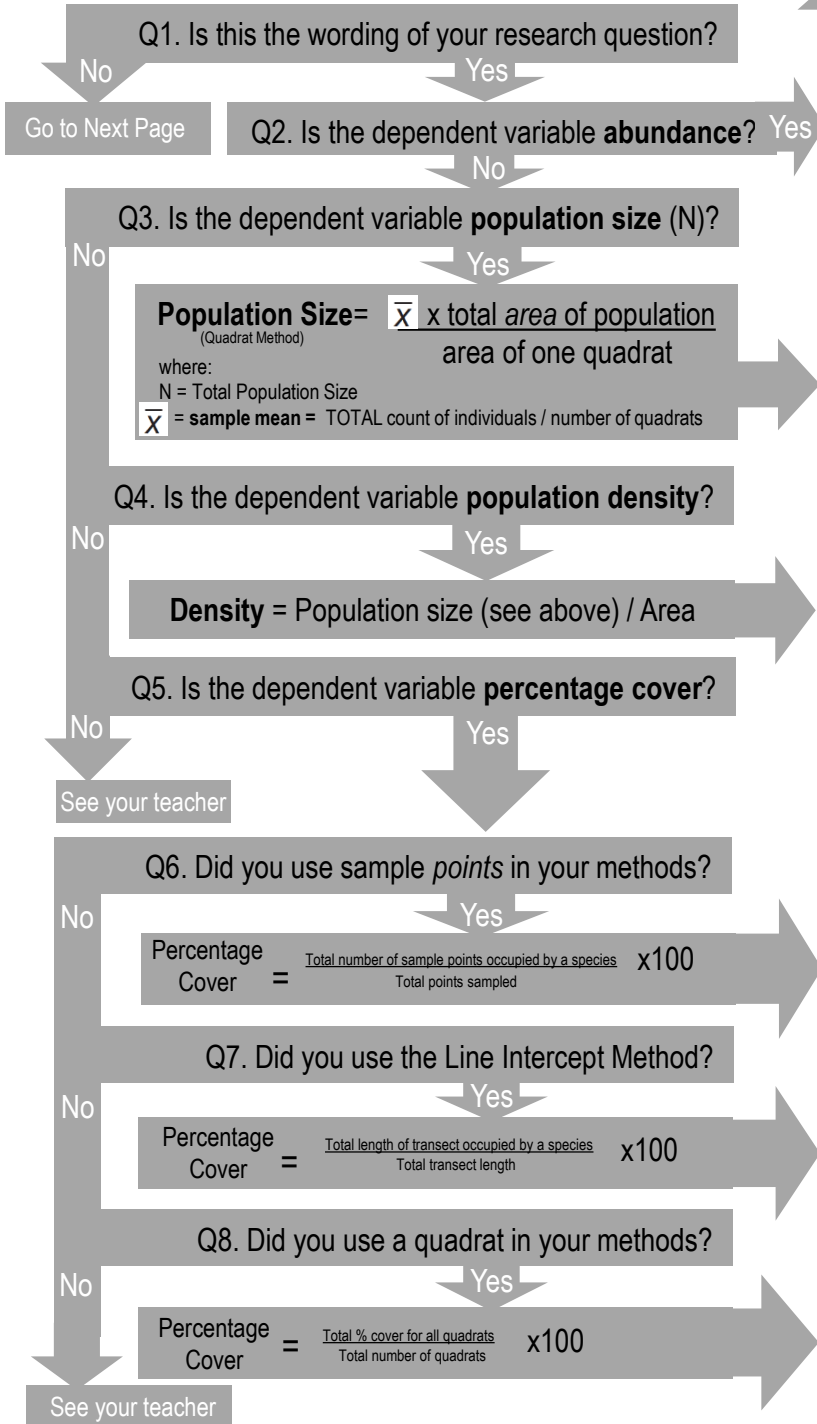 Q1. Is this the wording of your research question?
No
Yes
Go to Next Page
Q2. Is the dependent variable abundance?
Yes
No
Q3. Is the dependent variable population size (N)?
No
Yes
Population Size= x̅ x total area of population
(Quadrat Method)
area of one quadrat
where:
N = Total Population Size
x̅ = sample mean = TOTAL count of individuals / number of quadrats
Q4. Is the dependent variable population density?
No
Yes
Density = Population size (see above) / Area
Q5. Is the dependent variable percentage cover?
No
Yes
See your teacher
Q6. Did you use sample points in your methods?
No
Yes
Percentage
Cover = Total number of sample points occupied by a species x100
Total points sampled
Q7. Did you use the Line Intercept Method?
No
Yes
Percentage
Cover = Total length of transect occupied by a species x100
Total transect length
Q8. Did you use a quadrat in your methods?
No
Yes
Percentage
Cover = Total % cover for all quadrats x100
Total number of quadrats
See your teacher